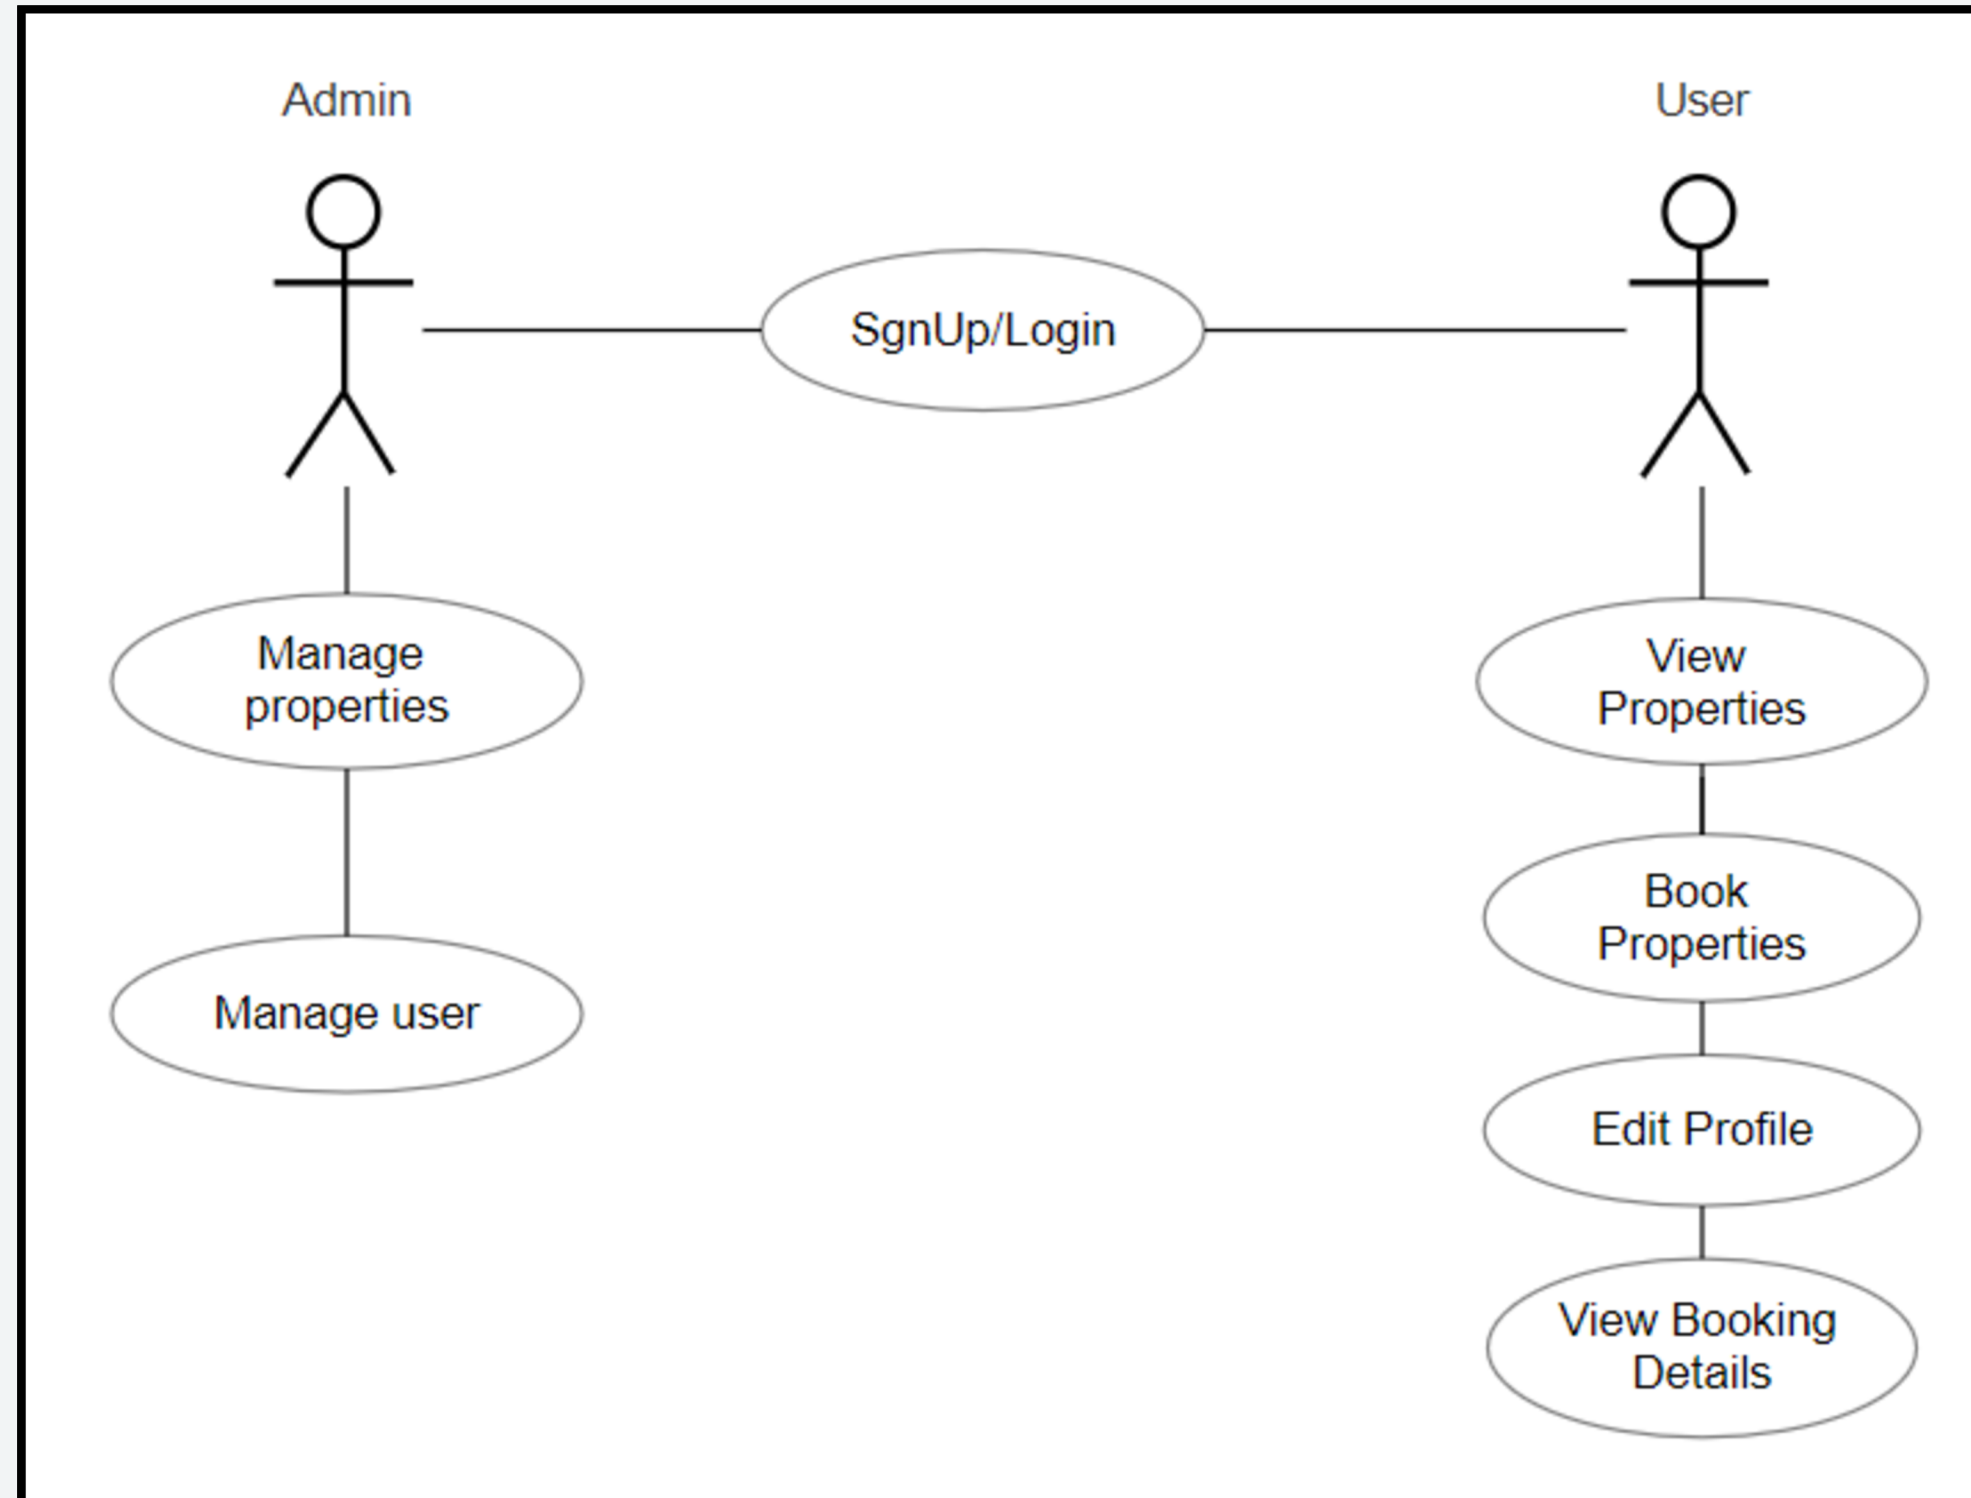 Admin
User
SgnUp/Login
Manage
properties
View
Properties
Book
Properties
Manage user
Edit Profile
View Booking
Details